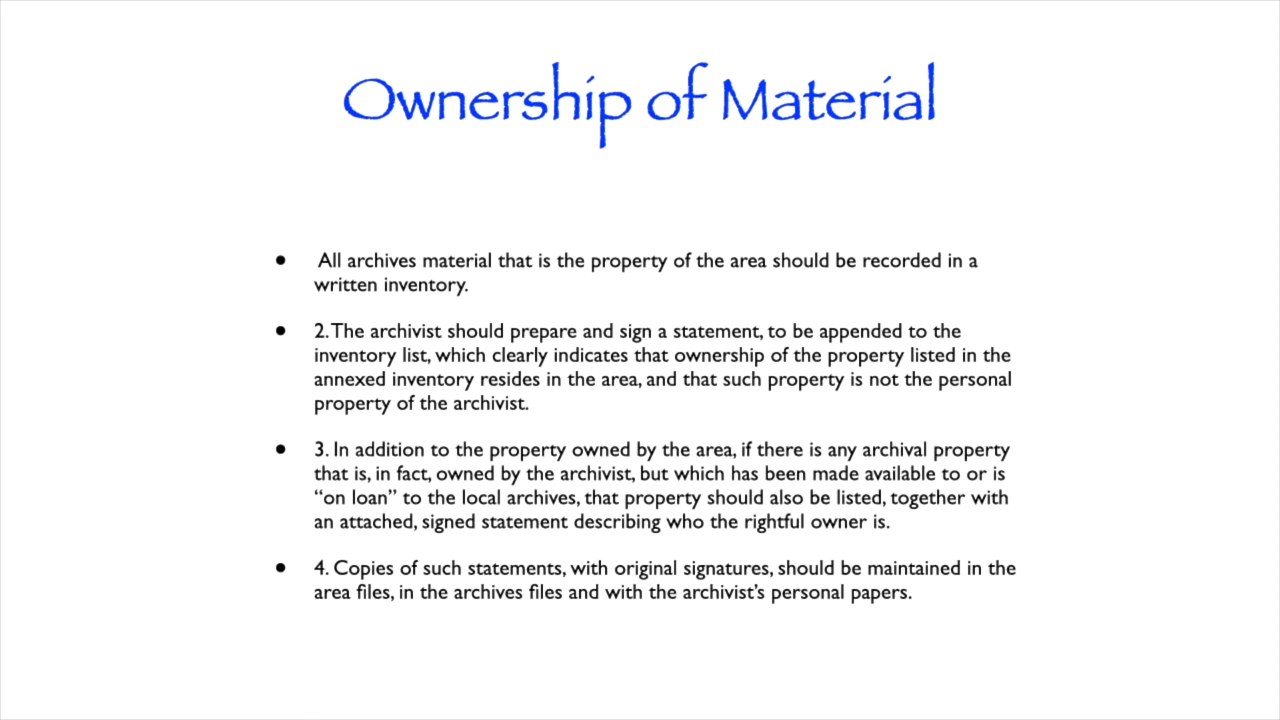 Ownership of Material
• All archives material that is the property of the area should be recorded in a
written inventory.
• 2.The archivist should prepare and sign a statement, to be appended to the
inventory list, which clearly indicates that ownership of the property listed in the
annexed inventory resides in the area, and that such property is not the personal
property of the archivist.
• 3. In addition to the property owned by the area, if there is any archival property
that is, in fact, owned by the archivist, but which has been made available to or is
“on loan” to the local archives, that property should also be listed, together with
an attached, signed statement describing who the rightful owner is.
• 4. Copies of such statements, with original signatures, should be maintained in the
area files, in the archives files and with the archivist’s personal papers.